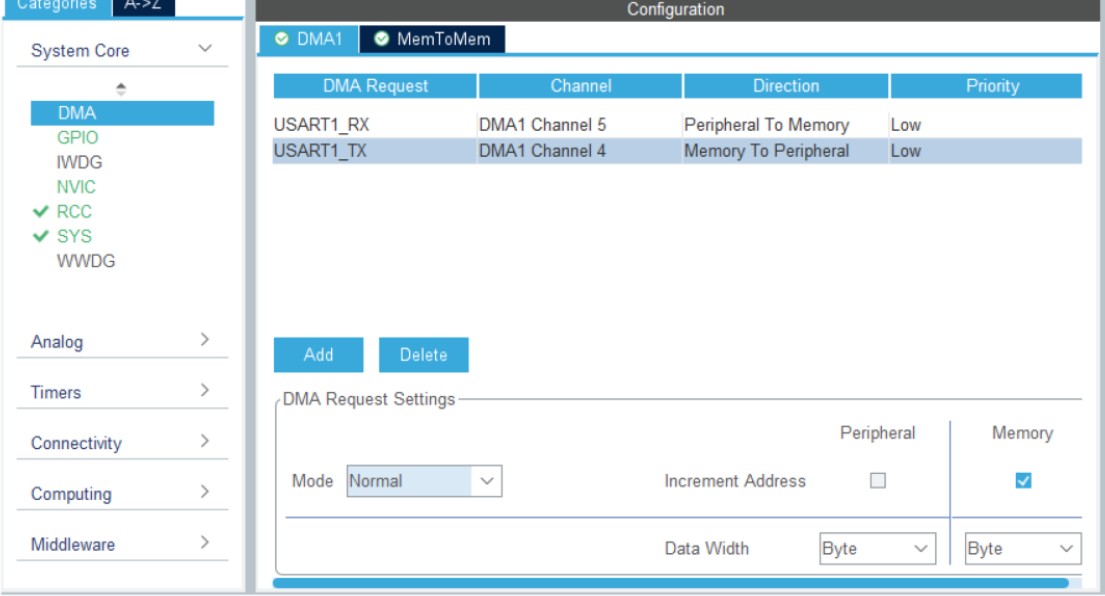 Categories A->Z
System Core
DMA
GPIO
IWDG
NVIC
RCC
SYS
WWDG
Analog
Timers
Connectivity
Computing
Middleware
Configuration
DMA1 MemToMem
DMA Request Channel Direction Priority
USART1_RX DMA1 Channel 5 Peripheral To Memory Low
USART1_TX DMA1 Channel 4 Memory To Peripheral Low
Add Delete
DMA Request Settings
Peripheral Memory
Mode Normal Increment Address
Data Width Byte Byte